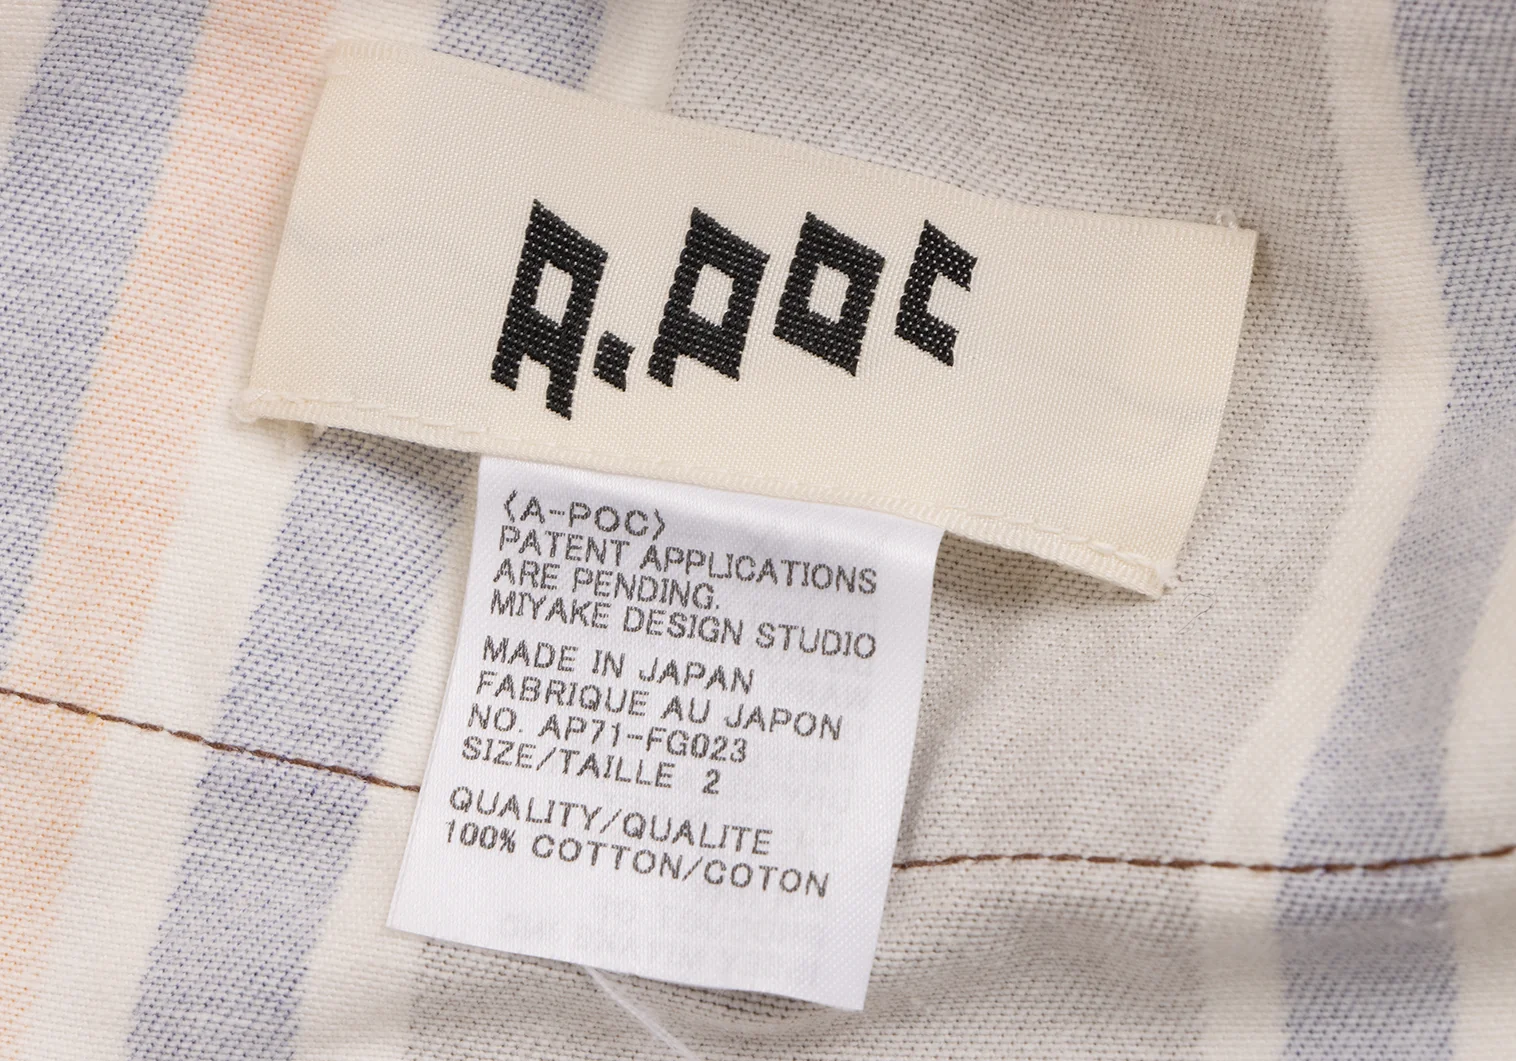 A.POC
<A-POC>
PATENT APPLICATIONS
ARE PENDING.
MIYAKE DESIGN STUDIO
MADE IN JAPAN
FABRIQUE AU JAPON
NO. AP71-FG023
SIZE/TAILLE 2
QUALITY/QUALITE
100% COTTON/COTON